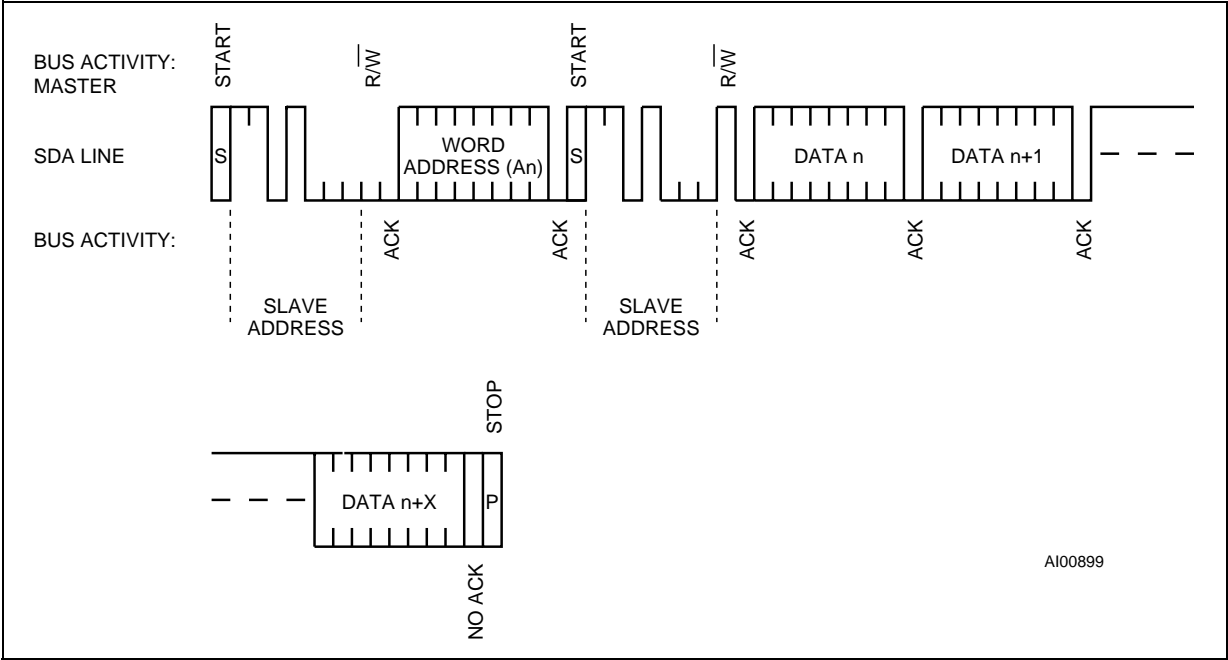 START
R/W
START
R/W
BUS ACTIVITY:
MASTER
SDA LINE
S
WORD
ADDRESS (An)
S
DATA n
DATA n+1
BUS ACTIVITY:
ACK
ACK
ACK
ACK
ACK
SLAVE
ADDRESS
SLAVE
ADDRESS
STOP
DATA n+X
P
NO ACK
AI00899